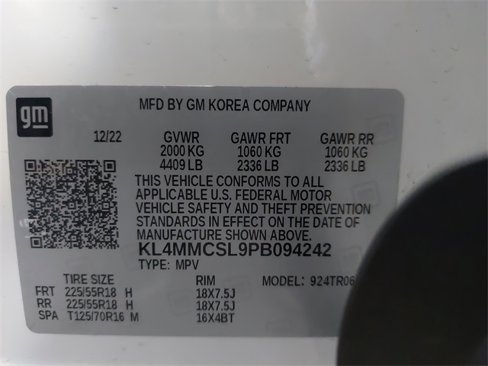 gm
MFD BY GM KOREA COMPANY
12/22 GVWR GAWR FRT GAWR RR
2000 KG 1060 KG 1060 KG
4409 LB 2336 LB 2336 LB
THIS VEHICLE CONFORMS TO ALL
APPLICABLE U.S. FEDERAL MOTOR
VEHICLE SAFETY AND THEFT PREVENTION
STANDARDS IN EFFECT ON THE DATE OF
MANUFACTURE SHOWN ABOVE.
KL4MMCSL9PB094242
TYPE: MPV
TIRE SIZE RIM MODEL: 924TR06
FRT 225/55R18 H 18X7.5J
RR 225/55R18 H 18X7.5J
SPA T125/70R16 M 16X4BT